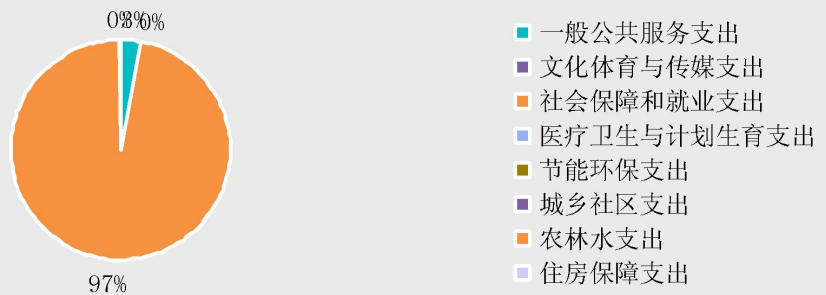 0%
3%
0%
97%
一般公共服务支出
文化体育与传媒支出
社会保障和就业支出
医疗卫生与计划生育支出
节能环保支出
城乡社区支出
农林水支出
住房保障支出